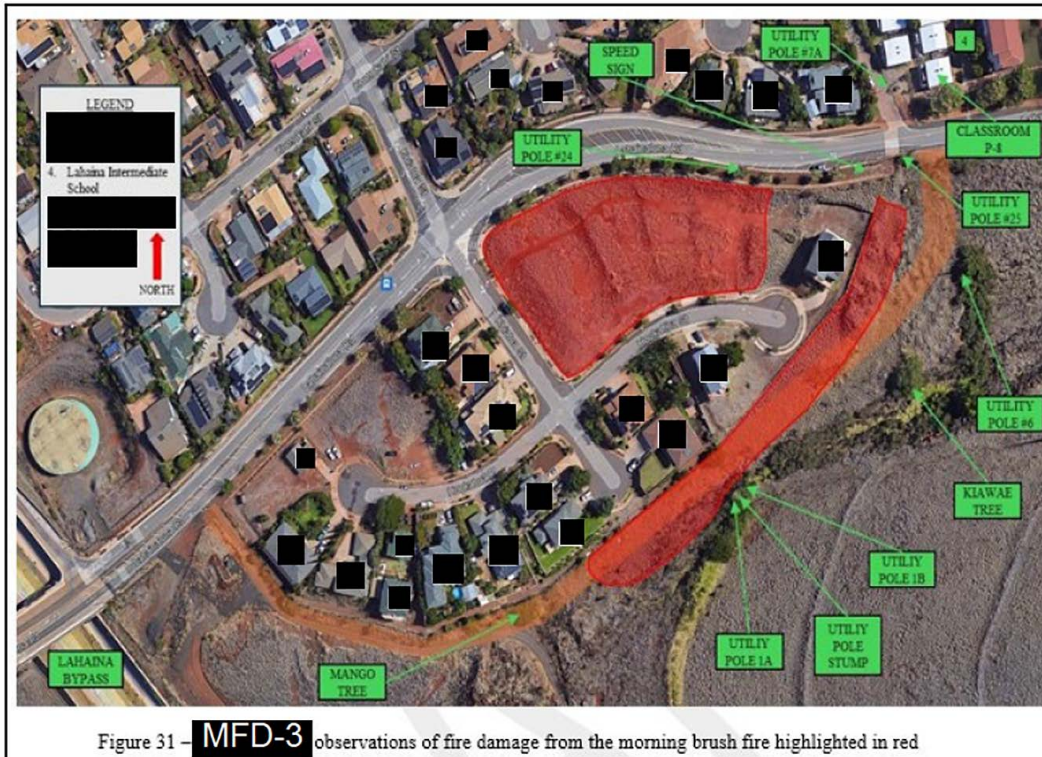 SPEED
SIGN
UTILITY
POLE #7A
4
LEGEND
4. Lahaina Intermediate
School
NORTH
UTILITY
POLE #24
CLASSROOM
P-8
UTILITY
POLE #25
UTILITY
POLE #6
KIAWAE
TREE
UTILIY
POLE 1B
UTILIY
POLE 1A
UTILIY
POLE
STUMP
LAHAINA
BYPASS
MANGO
TREE
Figure 31 – MFD-3 observations of fire damage from the morning brush fire highlighted in red